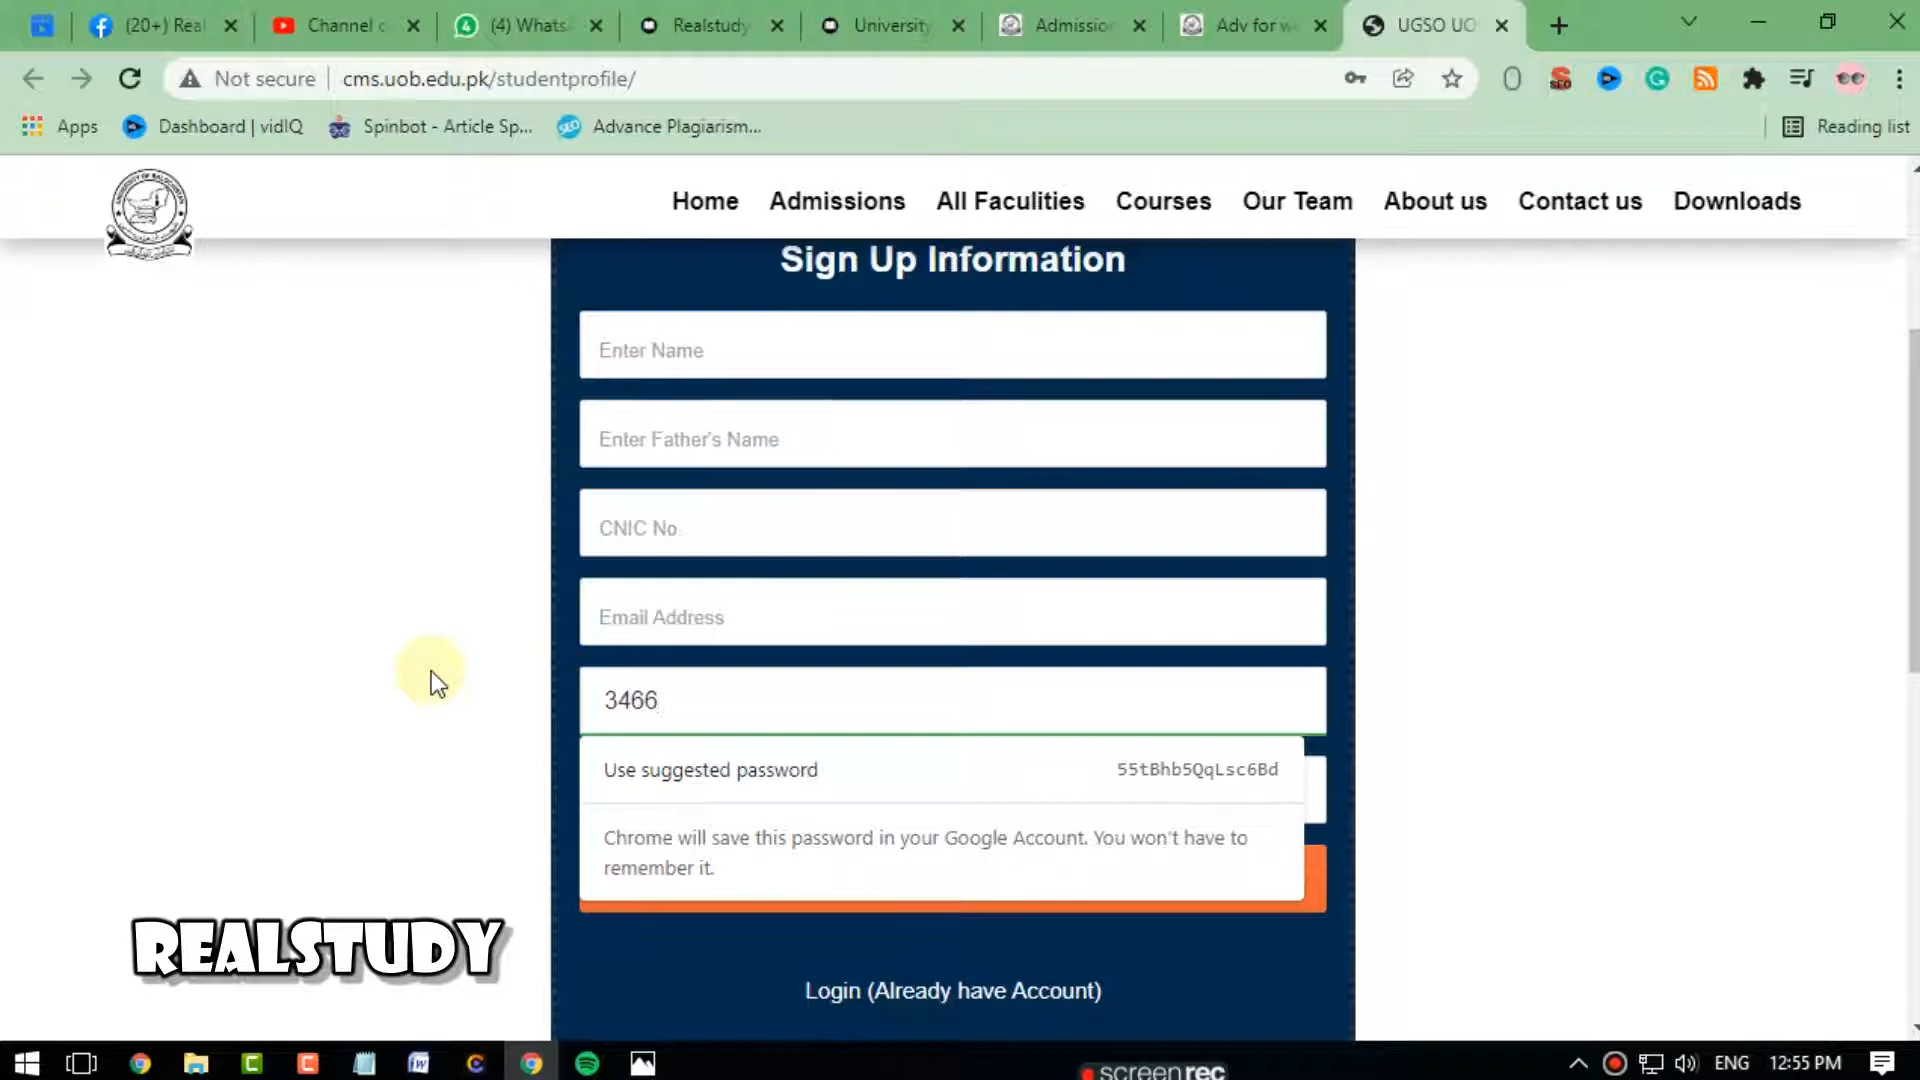 (20+) Real
Channel c
(4) Whats
Realstudy
University
Admission
Adv for w
UGSO UO
Not secure
cms.uob.edu.pk/studentprofile/
Apps
Dashboard | vidIQ
Spinbot - Article Sp...
Advance Plagiarism...
Reading list
Home
Admissions
All Faculities
Courses
Our Team
About us
Contact us
Downloads
Sign Up Information
Enter Name
Enter Father's Name
CNIC No.
Email Address
3466
Use suggested password
55tBhb5QqLsc6Bd
Chrome will save this password in your Google Account. You won't have to
remember it.
REALSTUDY
Login (Already have Account)
screenrec
ENG
12:55 PM